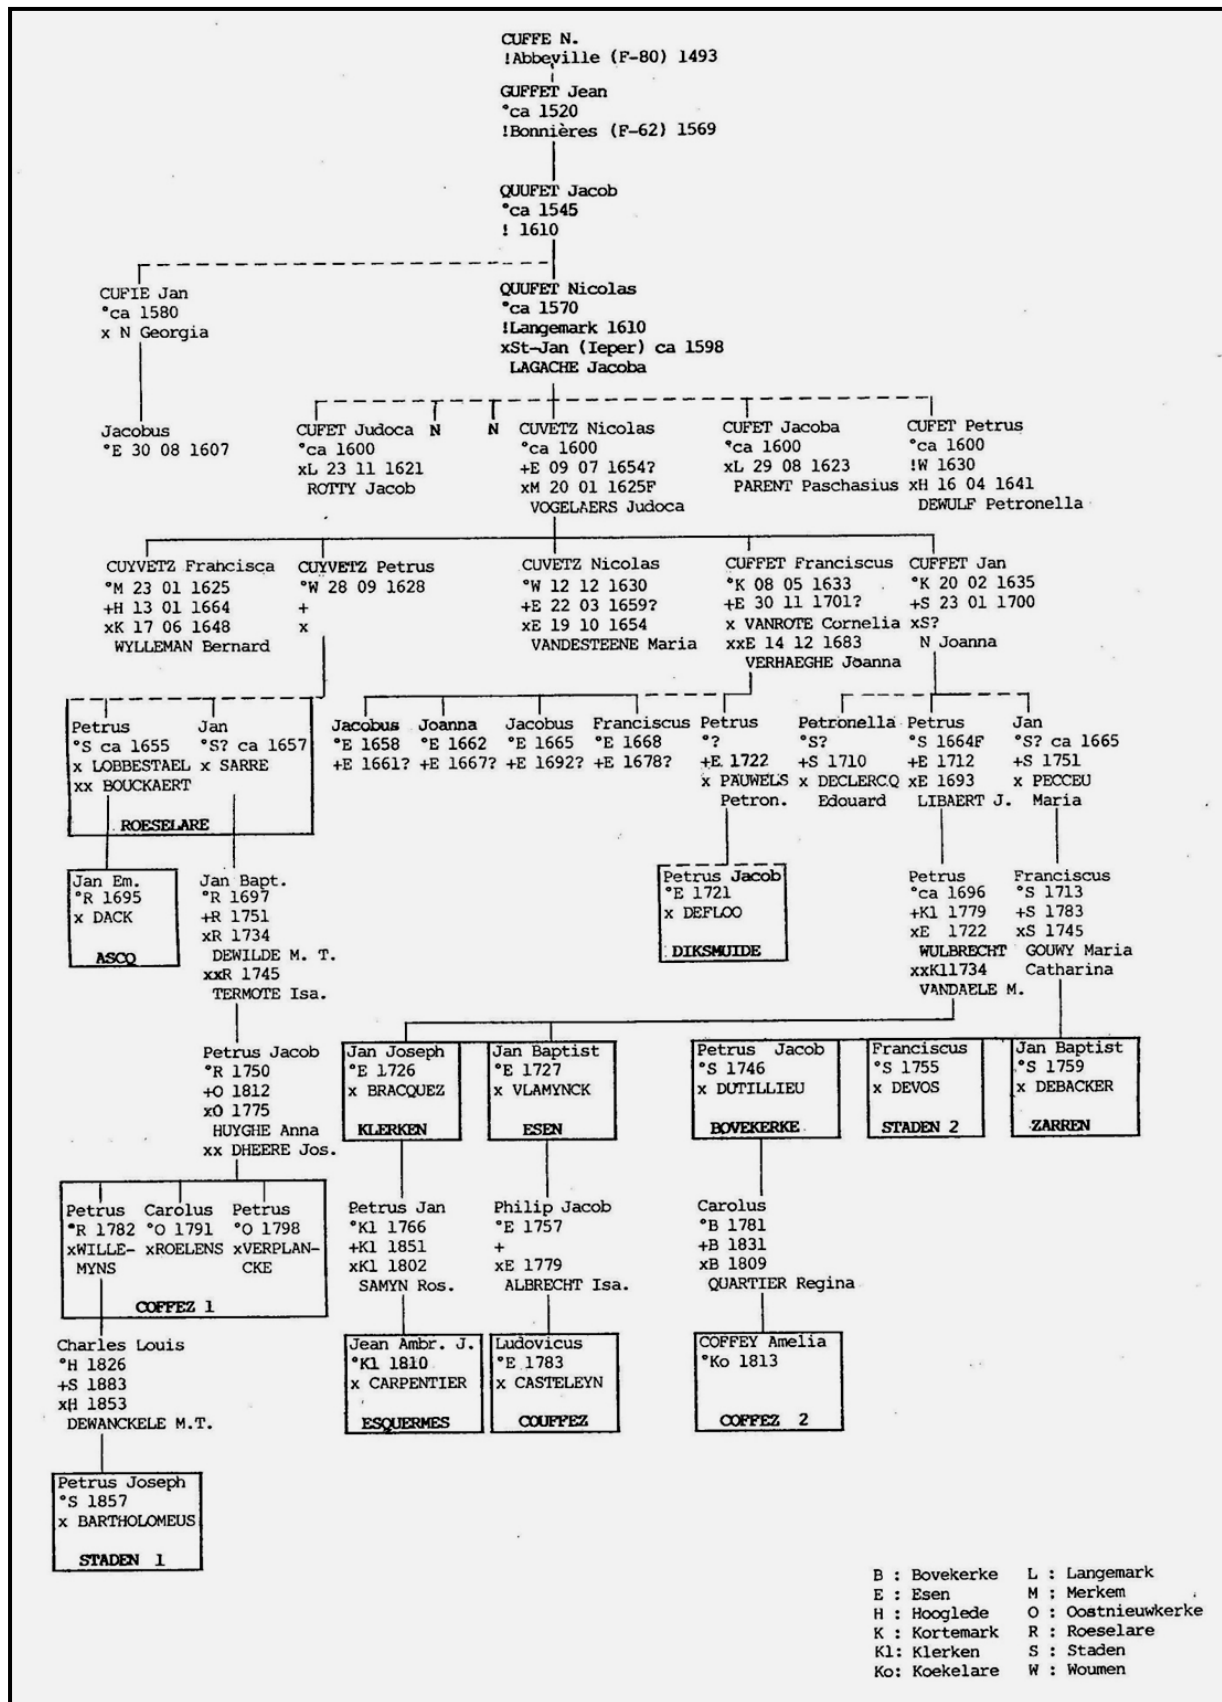 CUFFE N.
!Abbeville (F-80) 1493
GUFFET Jean
°ca 1520
!Bonnières (F-62) 1569
QUUFET Jacob
°ca 1545
! 1610
CUFIE Jan
°ca 1580
x N Georgia
QUUFET Nicolas
°ca 1570
!Langemark 1610
xSt-Jan (Ieper) ca 1598
LAGACHE Jacoba
Jacobus
°E 30 08 1607
CUFET Judoca
°ca 1600
xL 23 11 1621
ROTTY Jacob
N
N
CUVETZ Nicolas
°ca 1600
+E 09 07 1654?
xM 20 01 1625F
VOGELAERS Judoca
CUFET Jacoba
°ca 1600
xL 29 08 1623
PARENT Paschasius
CUFET Petrus
°ca 1600
!W 1630
xH 16 04 1641
DEWULF Petronella
CUYVETZ Francisca
°M 23 01 1625
+H 13 01 1664
xK 17 06 1648
WYLLEMAN Bernard
CUYVETZ Petrus
°W 28 09 1628
+
x
CUVETZ Nicolas
°W 12 12 1630
+E 22 03 1659?
xE 19 10 1654
VANDESTEENE Maria
CUFFET Franciscus
°K 08 05 1633
+E 30 11 1701?
x VANROTE Cornelia
xxE 14 12 1683
VERHAEGHE Joanna
CUFFET Jan
°K 20 02 1635
+S 23 01 1700
xS?
N Joanna
Petrus
°S ca 1655
x LOBBESTAEL
xx BOUCKAERT
Jan
°S? ca 1657
x SARRE
ROESELARE
Jacobus
°E 1658
+E 1661?
Joanna
°E 1662
+E 1667?
Jacobus
°E 1665
+E 1692?
Franciscus
°E 1668
+E 1678?
Petrus
°?
+E 1722
x PAUWELS
Petron.
Petronella
°S?
+S 1710
x DECLERCQ
Edouard
Petrus
°S 1664F
+E 1712
xE 1693
LIBAERT J.
Jan
°S? ca 1665
+S 1751
x PECCEU
Maria
Jan Em.
°R 1695
x DACK
ASCQ
Jan Bapt.
°R 1697
+R 1751
xR 1734
DEWILDE M. T.
xxR 1745
TERMOTE Isa.
Petrus Jacob
°E 1721
x DEFLOO
DIKSMUIDE
Petrus
°ca 1696
+Kl 1779
xE 1722
WULBRECHT
xxKl1734
VANDAELE M.
Franciscus
°S 1713
+S 1783
xS 1745
GOUWY Maria
Catharina
Petrus Jacob
°R 1750
+O 1812
xO 1775
HUYGHE Anna
xx DHEERE Jos.
Jan Joseph
°E 1726
x BRACQUEZ
KLERKEN
Jan Baptist
°E 1727
x VLAMYNCK
ESEN
Petrus Jacob
°S 1746
x DUTILLIEU
BOVEKERKE
Franciscus
°S 1755
x DEVOS
STADEN 2
Jan Baptist
°S 1759
x DEBACKER
ZARREN
Petrus
°R 1782
xWILLE-
MYNS
Carolus
°O 1791
xROELENS
Petrus
°O 1798
xVERPLAN-
CKE
COFFEZ 1
Petrus Jan
°Kl 1766
+Kl 1851
xKl 1802
SAMYN Ros.
Philip Jacob
°E 1757
+
xE 1779
ALBRECHT Isa.
Carolus
°B 1781
+B 1831
xB 1809
QUARTIER Regina
Charles Louis
°H 1826
+S 1883
xH 1853
DEWANCKELE M.T.
Jean Ambr. J.
°Kl 1810
x CARPENTIER
ESQUERMES
Ludovicus
°E 1783
x CASTELEYN
COUFFEZ
COFFEY Amelia
°Ko 1813
COFFEZ 2
Petrus Joseph
°S 1857
x BARTHOLOMEUS
STADEN 1
B : Bovekerke L : Langemark
E : Esen M : Merkem
H : Hooglede O : Oostnieuwkerke
K : Kortemark R : Roeselare
Kl: Klerken S : Staden
Ko: Koekelare W : Woumen